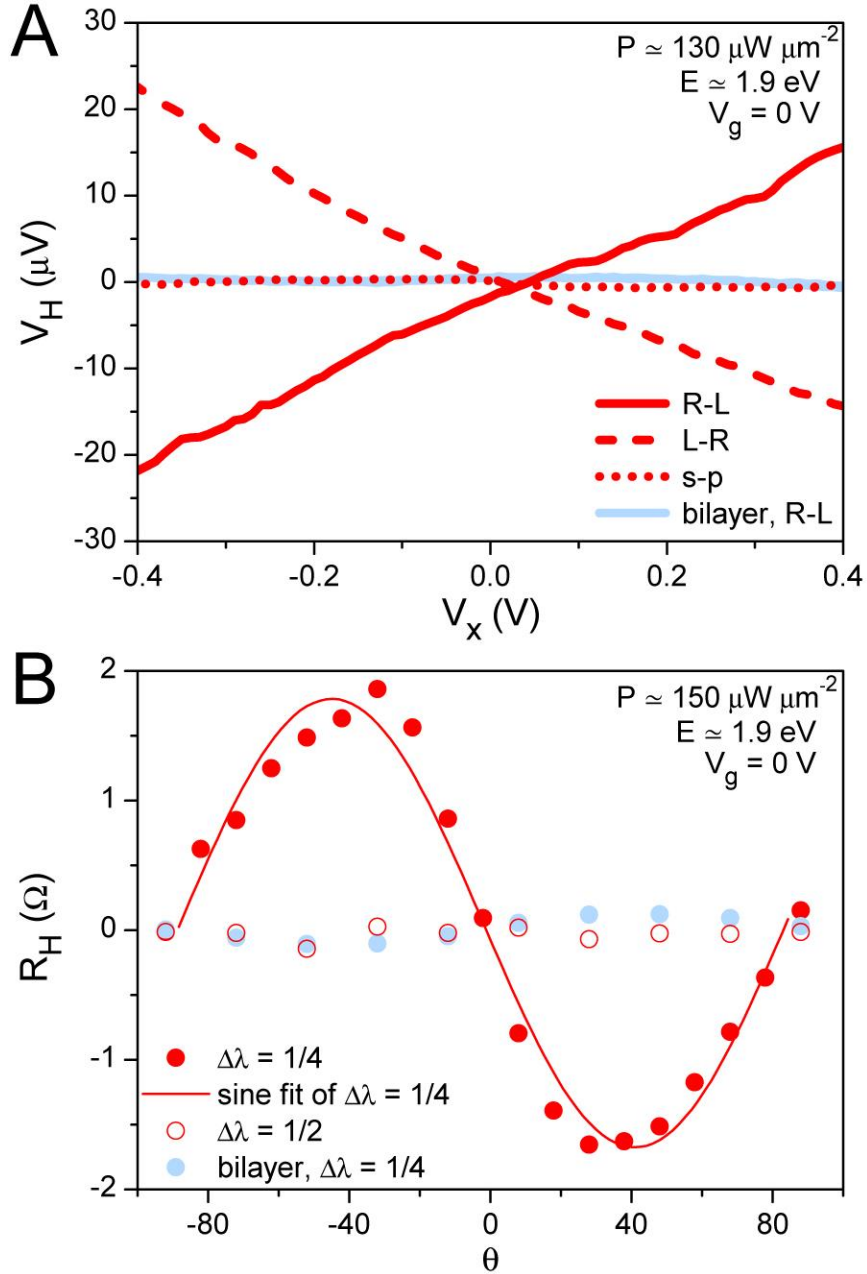 A
30
20
10
0
-10
-20
-30
V_H (μV)
P ≃ 130 μW μm⁻²
E ≃ 1.9 eV
V_g = 0 V
R-L
L-R
s-p
bilayer, R-L
-0.4 -0.2 0.0 0.2 0.4
V_x (V)
B
2
1
0
-1
-2
R_H (Ω)
P ≃ 150 μW μm⁻²
E ≃ 1.9 eV
V_g = 0 V
Δλ = 1/4
sine fit of Δλ = 1/4
Δλ = 1/2
bilayer, Δλ = 1/4
-80 -40 0 40 80
θ